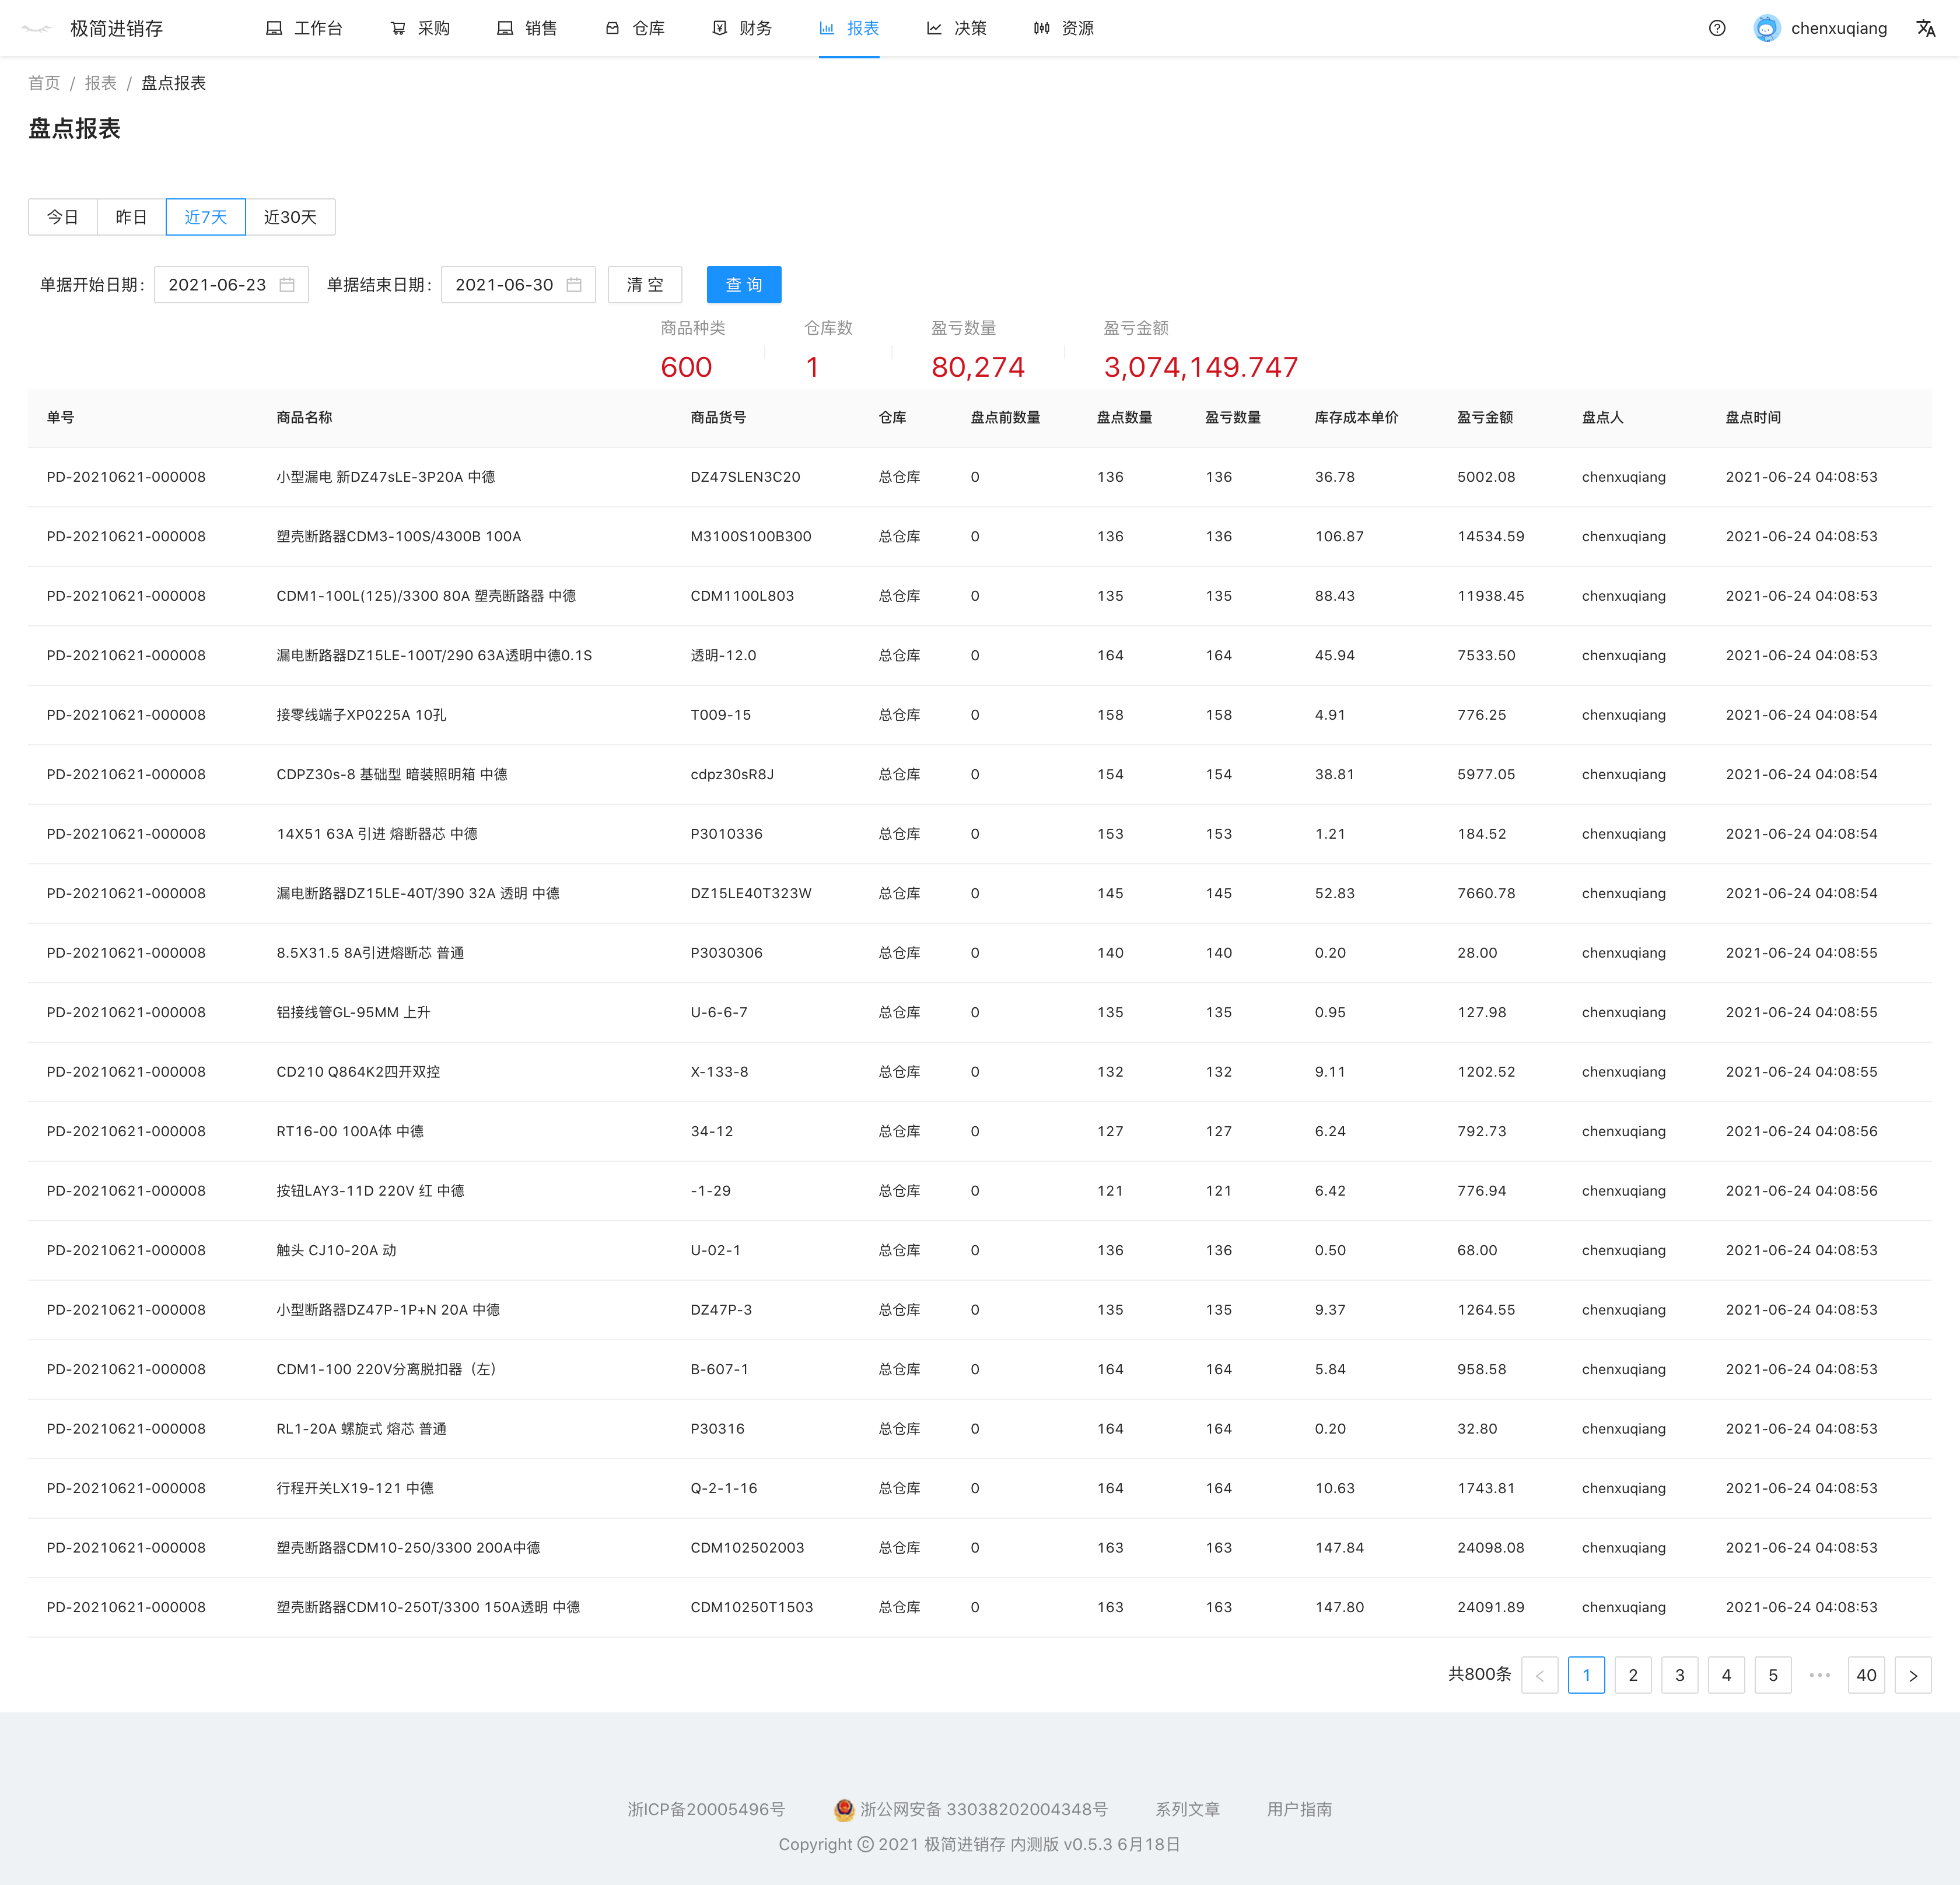 极简进销存 工作台 采购 销售 仓库 财务 报表 决策 资源 chenxuqiang
首页 / 报表 / 盘点报表
盘点报表
今日 昨日 近7天 近30天
单据开始日期: 2021-06-23 单据结束日期: 2021-06-30 清 空 查 询
商品种类 仓库数 盈亏数量 盈亏金额
600 1 80,274 3,074,149.747
单号 商品名称 商品货号 仓库 盘点前数量 盘点数量 盈亏数量 库存成本单价 盈亏金额 盘点人 盘点时间
PD-20210621-000008 小型漏电 新DZ47sLE-3P20A 中德 DZ47SLEN3C20 总仓库 0 136 136 36.78 5002.08 chenxuqiang 2021-06-24 04:08:53
PD-20210621-000008 塑壳断路器CDM3-100S/4300B 100A M3100S100B300 总仓库 0 136 136 106.87 14534.59 chenxuqiang 2021-06-24 04:08:53
PD-20210621-000008 CDM1-100L(125)/3300 80A 塑壳断路器 中德 CDM1100L803 总仓库 0 135 135 88.43 11938.45 chenxuqiang 2021-06-24 04:08:53
PD-20210621-000008 漏电断路器DZ15LE-100T/290 63A透明中德0.1S 透明-12.0 总仓库 0 164 164 45.94 7533.50 chenxuqiang 2021-06-24 04:08:53
PD-20210621-000008 接零线端子XP0225A 10孔 T009-15 总仓库 0 158 158 4.91 776.25 chenxuqiang 2021-06-24 04:08:54
PD-20210621-000008 CDPZ30s-8 基础型 暗装照明箱 中德 cdpz30sR8J 总仓库 0 154 154 38.81 5977.05 chenxuqiang 2021-06-24 04:08:54
PD-20210621-000008 14X51 63A 引进 熔断器芯 中德 P3010336 总仓库 0 153 153 1.21 184.52 chenxuqiang 2021-06-24 04:08:54
PD-20210621-000008 漏电断路器DZ15LE-40T/390 32A 透明 中德 DZ15LE40T323W 总仓库 0 145 145 52.83 7660.78 chenxuqiang 2021-06-24 04:08:54
PD-20210621-000008 8.5X31.5 8A引进熔断芯 普通 P3030306 总仓库 0 140 140 0.20 28.00 chenxuqiang 2021-06-24 04:08:55
PD-20210621-000008 铝接线管GL-95MM 上升 U-6-6-7 总仓库 0 135 135 0.95 127.98 chenxuqiang 2021-06-24 04:08:55
PD-20210621-000008 CD210 Q864K2四开双控 X-133-8 总仓库 0 132 132 9.11 1202.52 chenxuqiang 2021-06-24 04:08:55
PD-20210621-000008 RT16-00 100A体 中德 34-12 总仓库 0 127 127 6.24 792.73 chenxuqiang 2021-06-24 04:08:56
PD-20210621-000008 按钮LAY3-11D 220V 红 中德 -1-29 总仓库 0 121 121 6.42 776.94 chenxuqiang 2021-06-24 04:08:56
PD-20210621-000008 触头 CJ10-20A 动 U-02-1 总仓库 0 136 136 0.50 68.00 chenxuqiang 2021-06-24 04:08:53
PD-20210621-000008 小型断路器DZ47P-1P+N 20A 中德 DZ47P-3 总仓库 0 135 135 9.37 1264.55 chenxuqiang 2021-06-24 04:08:53
PD-20210621-000008 CDM1-100 220V分离脱扣器（左） B-607-1 总仓库 0 164 164 5.84 958.58 chenxuqiang 2021-06-24 04:08:53
PD-20210621-000008 RL1-20A 螺旋式 熔芯 普通 P30316 总仓库 0 164 164 0.20 32.80 chenxuqiang 2021-06-24 04:08:53
PD-20210621-000008 行程开关LX19-121 中德 Q-2-1-16 总仓库 0 164 164 10.63 1743.81 chenxuqiang 2021-06-24 04:08:53
PD-20210621-000008 塑壳断路器CDM10-250/3300 200A中德 CDM102502003 总仓库 0 163 163 147.84 24098.08 chenxuqiang 2021-06-24 04:08:53
PD-20210621-000008 塑壳断路器CDM10-250T/3300 150A透明 中德 CDM10250T1503 总仓库 0 163 163 147.80 24091.89 chenxuqiang 2021-06-24 04:08:53
共800条 < 1 2 3 4 5 ••• 40 >
浙ICP备20005496号 浙公网安备 33038202004348号 系列文章 用户指南
Copyright © 2021 极简进销存 内测版 v0.5.3 6月18日